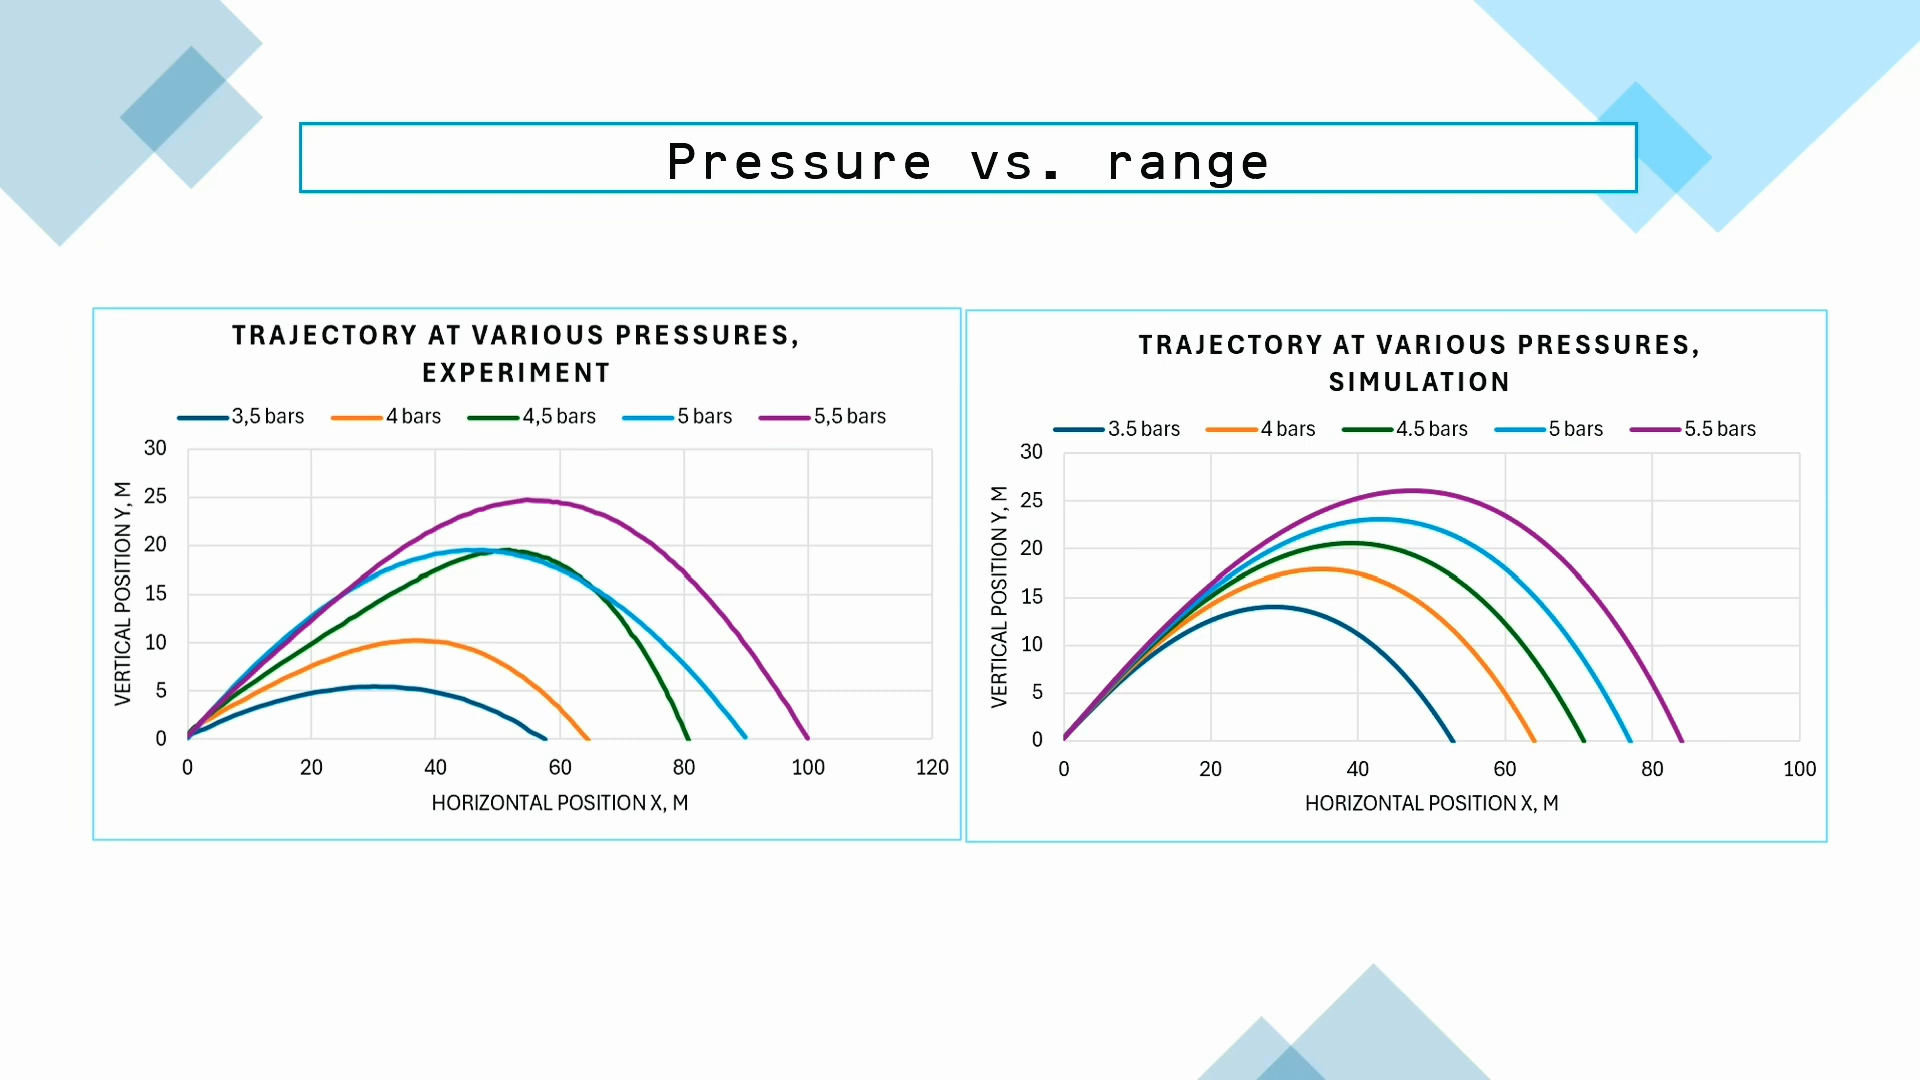 Pressure vs. range
TRAJECTORY AT VARIOUS PRESSURES,
EXPERIMENT
3,5 bars 4 bars 4,5 bars 5 bars 5,5 bars
30
25
20
15
10
5
0
VERTICAL POSITION Y, M
0 20 40 60 80 100 120
HORIZONTAL POSITION X, M
TRAJECTORY AT VARIOUS PRESSURES,
SIMULATION
3.5 bars 4 bars 4.5 bars 5 bars 5.5 bars
30
25
20
15
10
5
0
VERTICAL POSITION Y, M
0 20 40 60 80 100
HORIZONTAL POSITION X, M